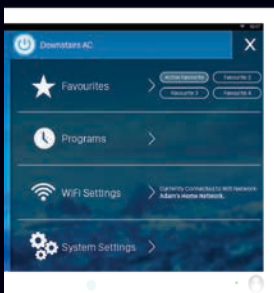 Downstairs AC
X
Favourites
Active Favourite
Favourite 2
Favourite 3
Favourite 4
Programs
WiFi Settings
Currently Connected to Wifi Network
Adam's Home Network.
System Settings